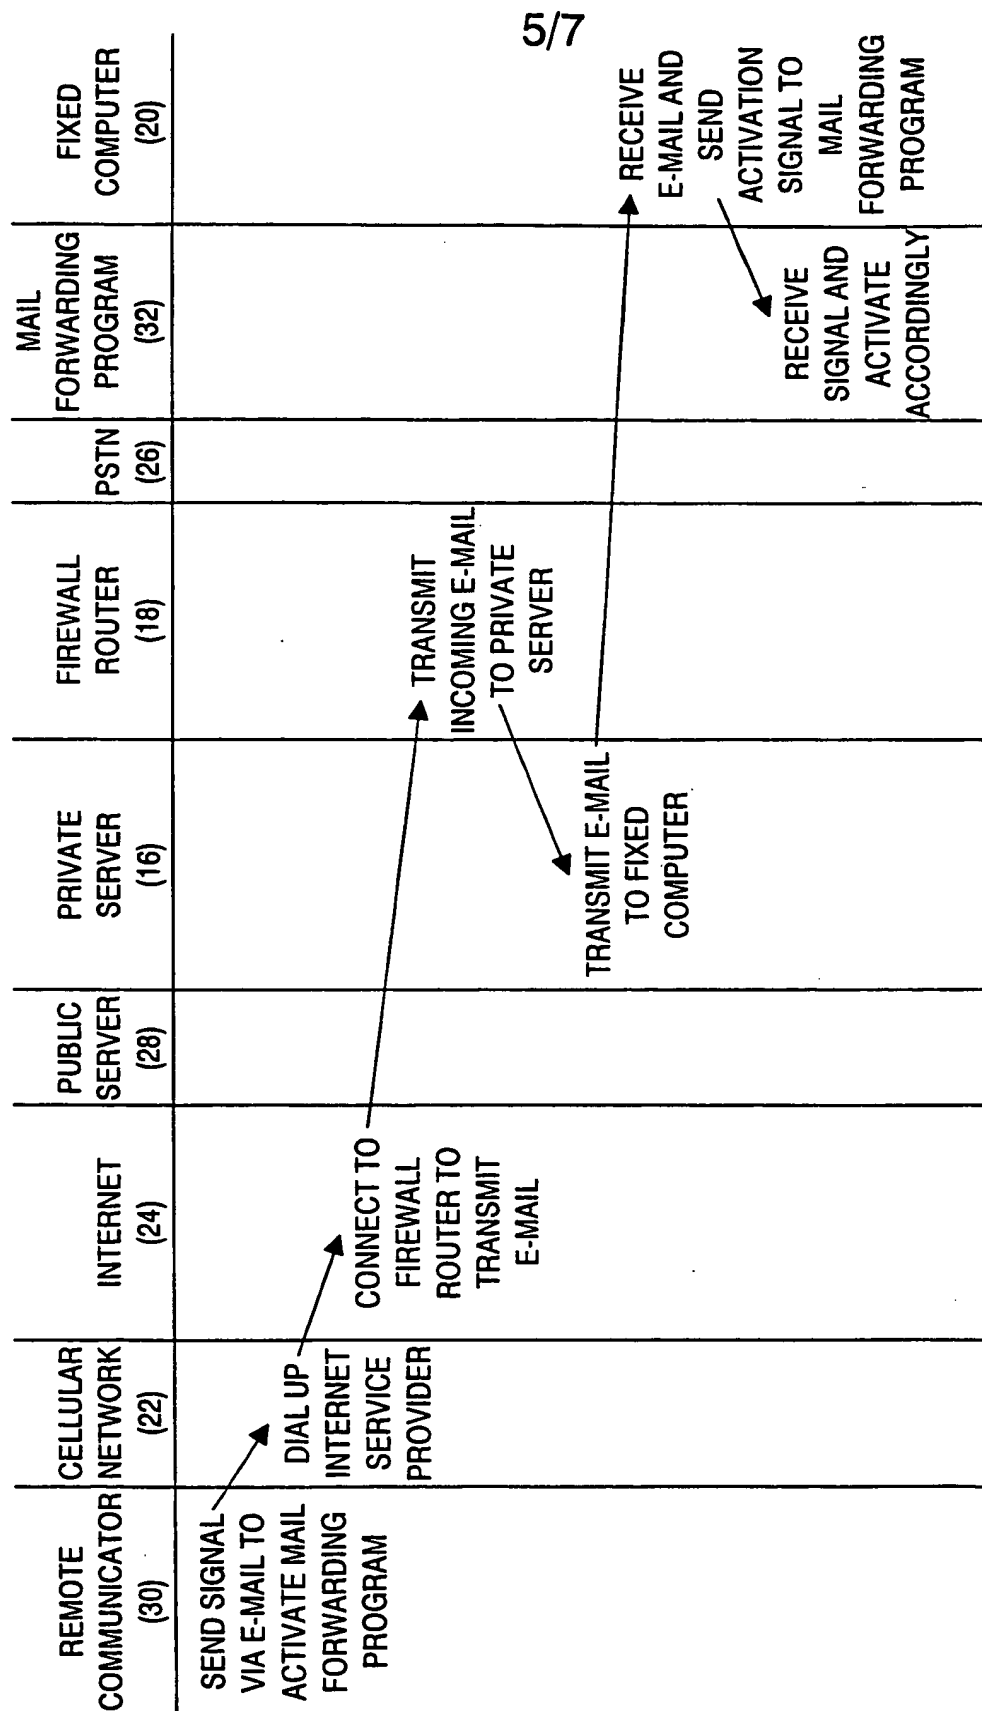 5/7
REMOTE
COMMUNICATOR
(30)
CELLULAR
NETWORK
(22)
INTERNET
(24)
PUBLIC
SERVER
(28)
PRIVATE
SERVER
(16)
FIREWALL
ROUTER
(18)
PSTN
(26)
MAIL
FORWARDING
PROGRAM
(32)
FIXED
COMPUTER
(20)
SEND SIGNAL
VIA E-MAIL TO
ACTIVATE MAIL
FORWARDING
PROGRAM
DIAL UP
INTERNET
SERVICE
PROVIDER
CONNECT TO
FIREWALL
ROUTER TO
TRANSMIT
E-MAIL
TRANSMIT
INCOMING E-MAIL
TO PRIVATE
SERVER
TRANSMIT E-MAIL
TO FIXED
COMPUTER
RECEIVE
E-MAIL AND
SEND
ACTIVATION
SIGNAL TO
MAIL
FORWARDING
PROGRAM
RECEIVE
SIGNAL AND
ACTIVATE
ACCORDINGLY